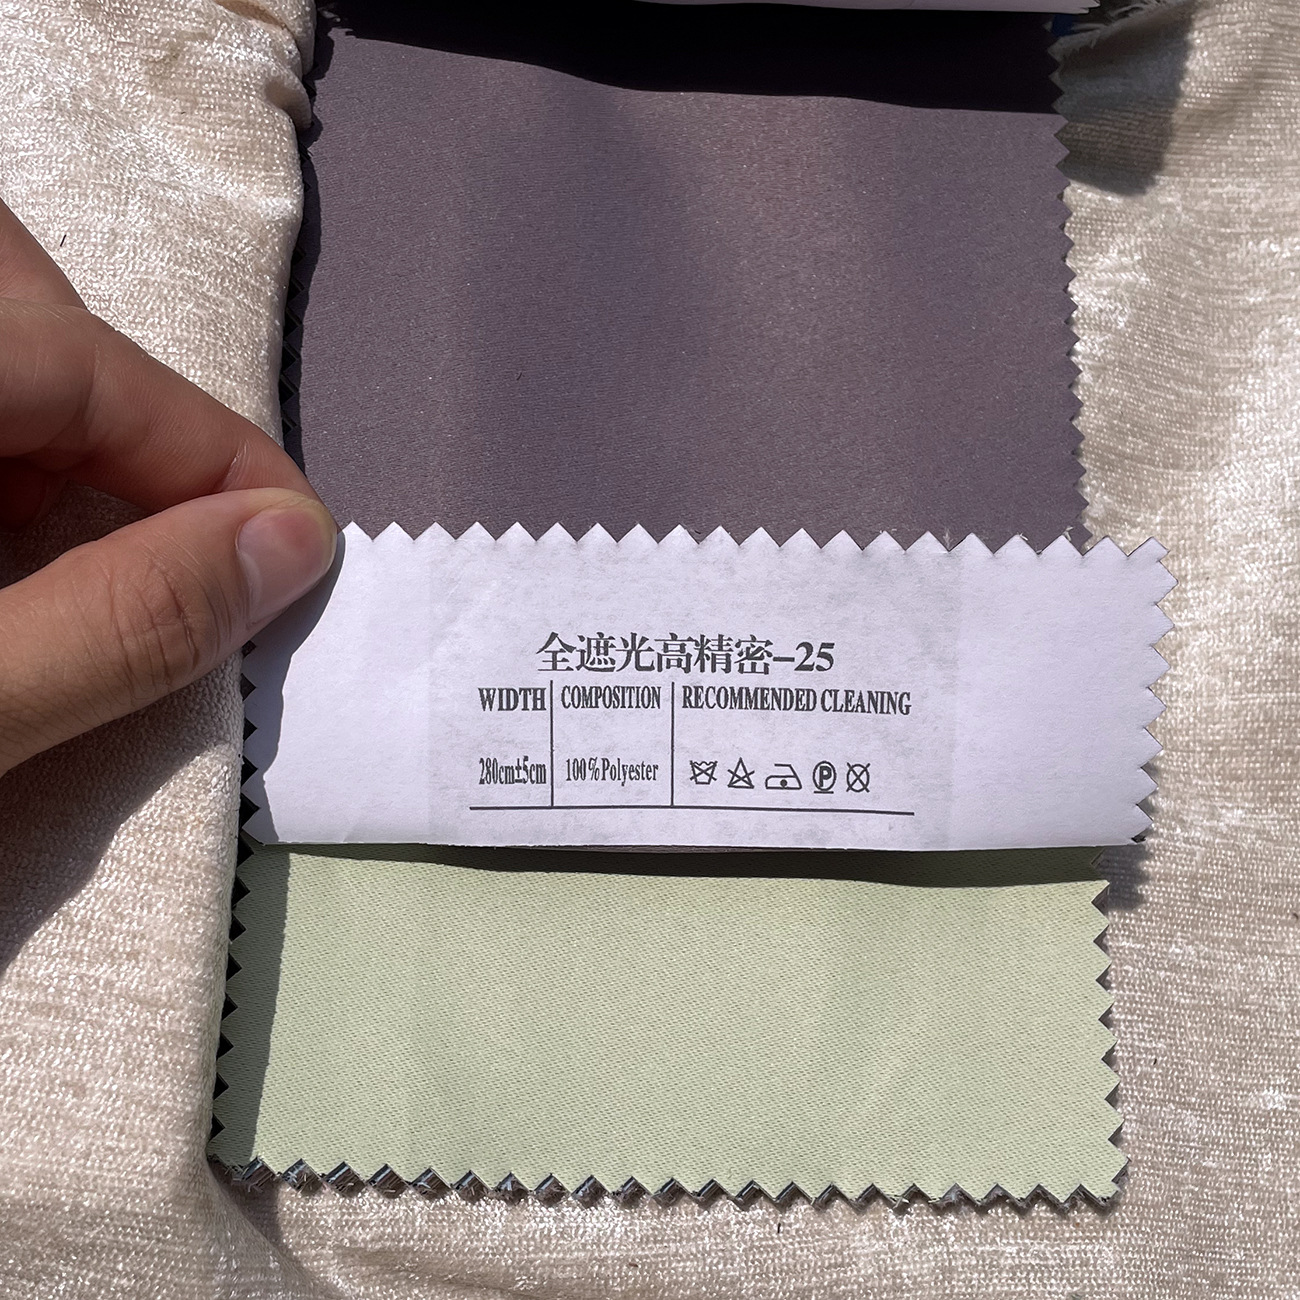 全遮光高精密-25
WIDTH COMPOSITION RECOMMENDED CLEANING
280cm±5cm 100%Polyester P